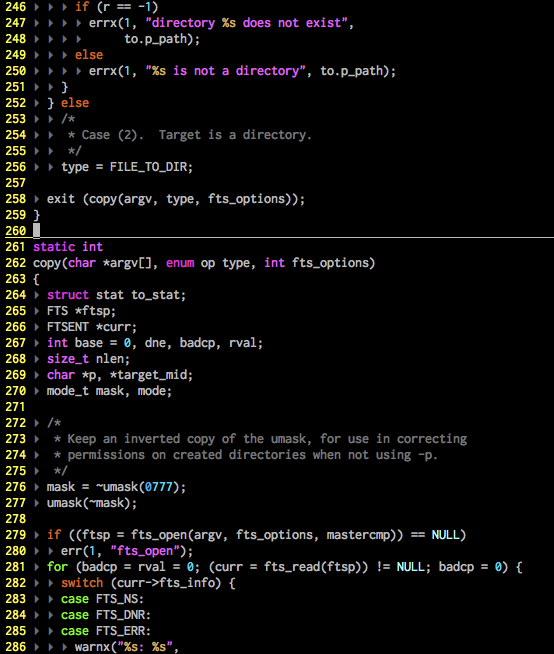 246 ▸ ▸ ▸ if (r == -1)
247 ▸ ▸ ▸ ▸ errx(1, "directory %s does not exist",
248 ▸ ▸ ▸ ▸     to.p_path);
249 ▸ ▸ ▸ else
250 ▸ ▸ ▸ ▸ errx(1, "%s is not a directory", to.p_path);
251 ▸ ▸ }
252 ▸ } else
253 ▸ ▸ /*
254 ▸ ▸  * Case (2).  Target is a directory.
255 ▸ ▸  */
256 ▸ ▸ type = FILE_TO_DIR;
257
258 ▸ exit (copy(argv, type, fts_options));
259 }
260
261 static int
262 copy(char *argv[], enum op type, int fts_options)
263 {
264 ▸ struct stat to_stat;
265 ▸ FTS *ftsp;
266 ▸ FTSENT *curr;
267 ▸ int base = 0, dne, badcp, rval;
268 ▸ size_t nlen;
269 ▸ char *p, *target_mid;
270 ▸ mode_t mask, mode;
271
272 ▸ /*
273 ▸  * Keep an inverted copy of the umask, for use in correcting
274 ▸  * permissions on created directories when not using -p.
275 ▸  */
276 ▸ mask = ~umask(0777);
277 ▸ umask(~mask);
278
279 ▸ if ((ftsp = fts_open(argv, fts_options, mastercmp)) == NULL)
280 ▸ ▸ err(1, "fts_open");
281 ▸ for (badcp = rval = 0; (curr = fts_read(ftsp)) != NULL; badcp = 0) {
282 ▸ ▸ switch (curr->fts_info) {
283 ▸ ▸ case FTS_NS:
284 ▸ ▸ case FTS_DNR:
285 ▸ ▸ case FTS_ERR:
286 ▸ ▸ ▸ warnx("%s: %s",